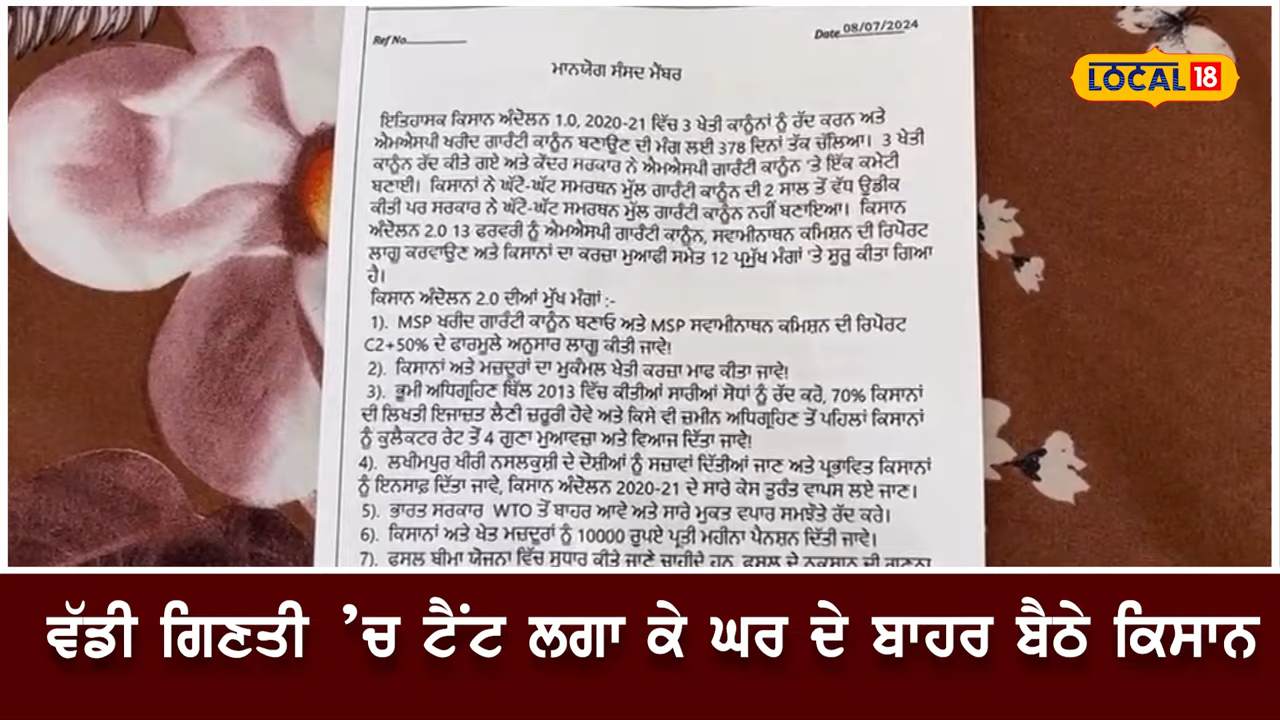 Ref No.
Date 08/07/2024
LOCAL 18
ਮਾਨਯੋਗ ਸੰਸਦ ਮੈਂਬਰ
ਇਤਿਹਾਸਕ ਕਿਸਾਨ ਅੰਦੋਲਨ 1.0, 2020-21 ਵਿੱਚ 3 ਖੇਤੀ ਕਾਨੂੰਨਾਂ ਨੂੰ ਰੱਦ ਕਰਨ ਅਤੇ
ਐਮਐਸਪੀ ਖਰੀਦ ਗਾਰੰਟੀ ਕਾਨੂੰਨ ਬਣਾਉਣ ਦੀ ਮੰਗ ਲਈ 378 ਦਿਨਾਂ ਤੱਕ ਚੱਲਿਆ। 3 ਖੇਤੀ
ਕਾਨੂੰਨ ਰੱਦ ਕੀਤੇ ਗਏ ਅਤੇ ਕੇਂਦਰ ਸਰਕਾਰ ਨੇ ਐਮਐਸਪੀ ਗਾਰੰਟੀ ਕਾਨੂੰਨ 'ਤੇ ਇੱਕ ਕਮੇਟੀ
ਬਣਾਈ। ਕਿਸਾਨਾਂ ਨੇ ਘੱਟੋ-ਘੱਟ ਸਮਰਥਨ ਮੁੱਲ ਗਾਰੰਟੀ ਕਾਨੂੰਨ ਦੀ 2 ਸਾਲ ਤੋਂ ਵੱਧ ਉਡੀਕ
ਕੀਤੀ ਪਰ ਸਰਕਾਰ ਨੇ ਘੱਟੋ-ਘੱਟ ਸਮਰਥਨ ਮੁੱਲ ਗਾਰੰਟੀ ਕਾਨੂੰਨ ਨਹੀਂ ਬਣਾਇਆ। ਕਿਸਾਨ
ਅੰਦੋਲਨ 2.0 13 ਫਰਵਰੀ ਨੂੰ ਐਮਐਸਪੀ ਗਾਰੰਟੀ ਕਾਨੂੰਨ, ਸਵਾਮੀਨਾਥਨ ਕਮਿਸ਼ਨ ਦੀ ਰਿਪੋਰਟ
ਲਾਗੂ ਕਰਵਾਉਣ ਅਤੇ ਕਿਸਾਨਾਂ ਦਾ ਕਰਜ਼ਾ ਮੁਆਫੀ ਸਮੇਤ 12 ਪ੍ਰਮੁੱਖ ਮੰਗਾਂ 'ਤੇ ਸ਼ੁਰੂ ਕੀਤਾ ਗਿਆ
ਹੈ।
ਕਿਸਾਨ ਅੰਦੋਲਨ 2.0 ਦੀਆਂ ਮੁੱਖ ਮੰਗਾਂ :-
1). MSP ਖਰੀਦ ਗਾਰੰਟੀ ਕਾਨੂੰਨ ਬਣਾਓ ਅਤੇ MSP ਸਵਾਮੀਨਾਥਨ ਕਮਿਸ਼ਨ ਦੀ ਰਿਪੋਰਟ
C2+50% ਦੇ ਫਾਰਮੂਲੇ ਅਨੁਸਾਰ ਲਾਗੂ ਕੀਤੀ ਜਾਵੇ!
2). ਕਿਸਾਨਾਂ ਅਤੇ ਮਜ਼ਦੂਰਾਂ ਦਾ ਮੁਕੰਮਲ ਖੇਤੀ ਕਰਜ਼ਾ ਮਾਫ ਕੀਤਾ ਜਾਵੇ!
3). ਭੂਮੀ ਅਧਿਗ੍ਰਹਿਣ ਬਿੱਲ 2013 ਵਿੱਚ ਕੀਤੀਆਂ ਸਾਰੀਆਂ ਸੋਧਾਂ ਨੂੰ ਰੱਦ ਕਰੋ, 70% ਕਿਸਾਨਾਂ
ਦੀ ਲਿਖਤੀ ਇਜਾਜ਼ਤ ਲੈਣੀ ਜ਼ਰੂਰੀ ਹੋਵੇ ਅਤੇ ਕਿਸੇ ਵੀ ਜ਼ਮੀਨ ਅਧਿਗ੍ਰਹਿਣ ਤੋਂ ਪਹਿਲਾਂ ਕਿਸਾਨਾਂ
ਨੂੰ ਕੁਲੈਕਟਰ ਰੇਟ ਤੋਂ 4 ਗੁਣਾ ਮੁਆਵਜ਼ਾ ਅਤੇ ਵਿਆਜ ਦਿੱਤਾ ਜਾਵੇ!
4). ਲਖੀਮਪੁਰ ਖੀਰੀ ਨਸਲਕੁਸ਼ੀ ਦੇ ਦੋਸ਼ੀਆਂ ਨੂੰ ਸਜ਼ਾਵਾਂ ਦਿੱਤੀਆਂ ਜਾਣ ਅਤੇ ਪ੍ਰਭਾਵਿਤ ਕਿਸਾਨਾਂ
ਨੂੰ ਇਨਸਾਫ਼ ਦਿੱਤਾ ਜਾਵੇ, ਕਿਸਾਨ ਅੰਦੋਲਨ 2020-21 ਦੇ ਸਾਰੇ ਕੇਸ ਤੁਰੰਤ ਵਾਪਸ ਲਏ ਜਾਣ।
5). ਭਾਰਤ ਸਰਕਾਰ WTO ਤੋਂ ਬਾਹਰ ਆਵੇ ਅਤੇ ਸਾਰੇ ਮੁਕਤ ਵਪਾਰ ਸਮਝੌਤੇ ਰੱਦ ਕਰੇ।
6). ਕਿਸਾਨਾਂ ਅਤੇ ਖੇਤ ਮਜ਼ਦੂਰਾਂ ਨੂੰ 10000 ਰੁਪਏ ਪ੍ਰਤੀ ਮਹੀਨਾ ਪੈਨਸ਼ਨ ਦਿੱਤੀ ਜਾਵੇ।
7). ਫਸਲ ਬੀਮਾ ਯੋਜਨਾ ਵਿੱਚ ਸੁਧਾਰ ਕੀਤੇ ਜਾਣੇ ਚਾਹੀਦੇ ਹਨ, ਫਸਲ ਦੇ ਨੁਕਸਾਨ ਦੀ ਗਣਨਾ
ਵੱਡੀ ਗਿਣਤੀ ’ਚ ਟੈਂਟ ਲਗਾ ਕੇ ਘਰ ਦੇ ਬਾਹਰ ਬੈਠੇ ਕਿਸਾਨ